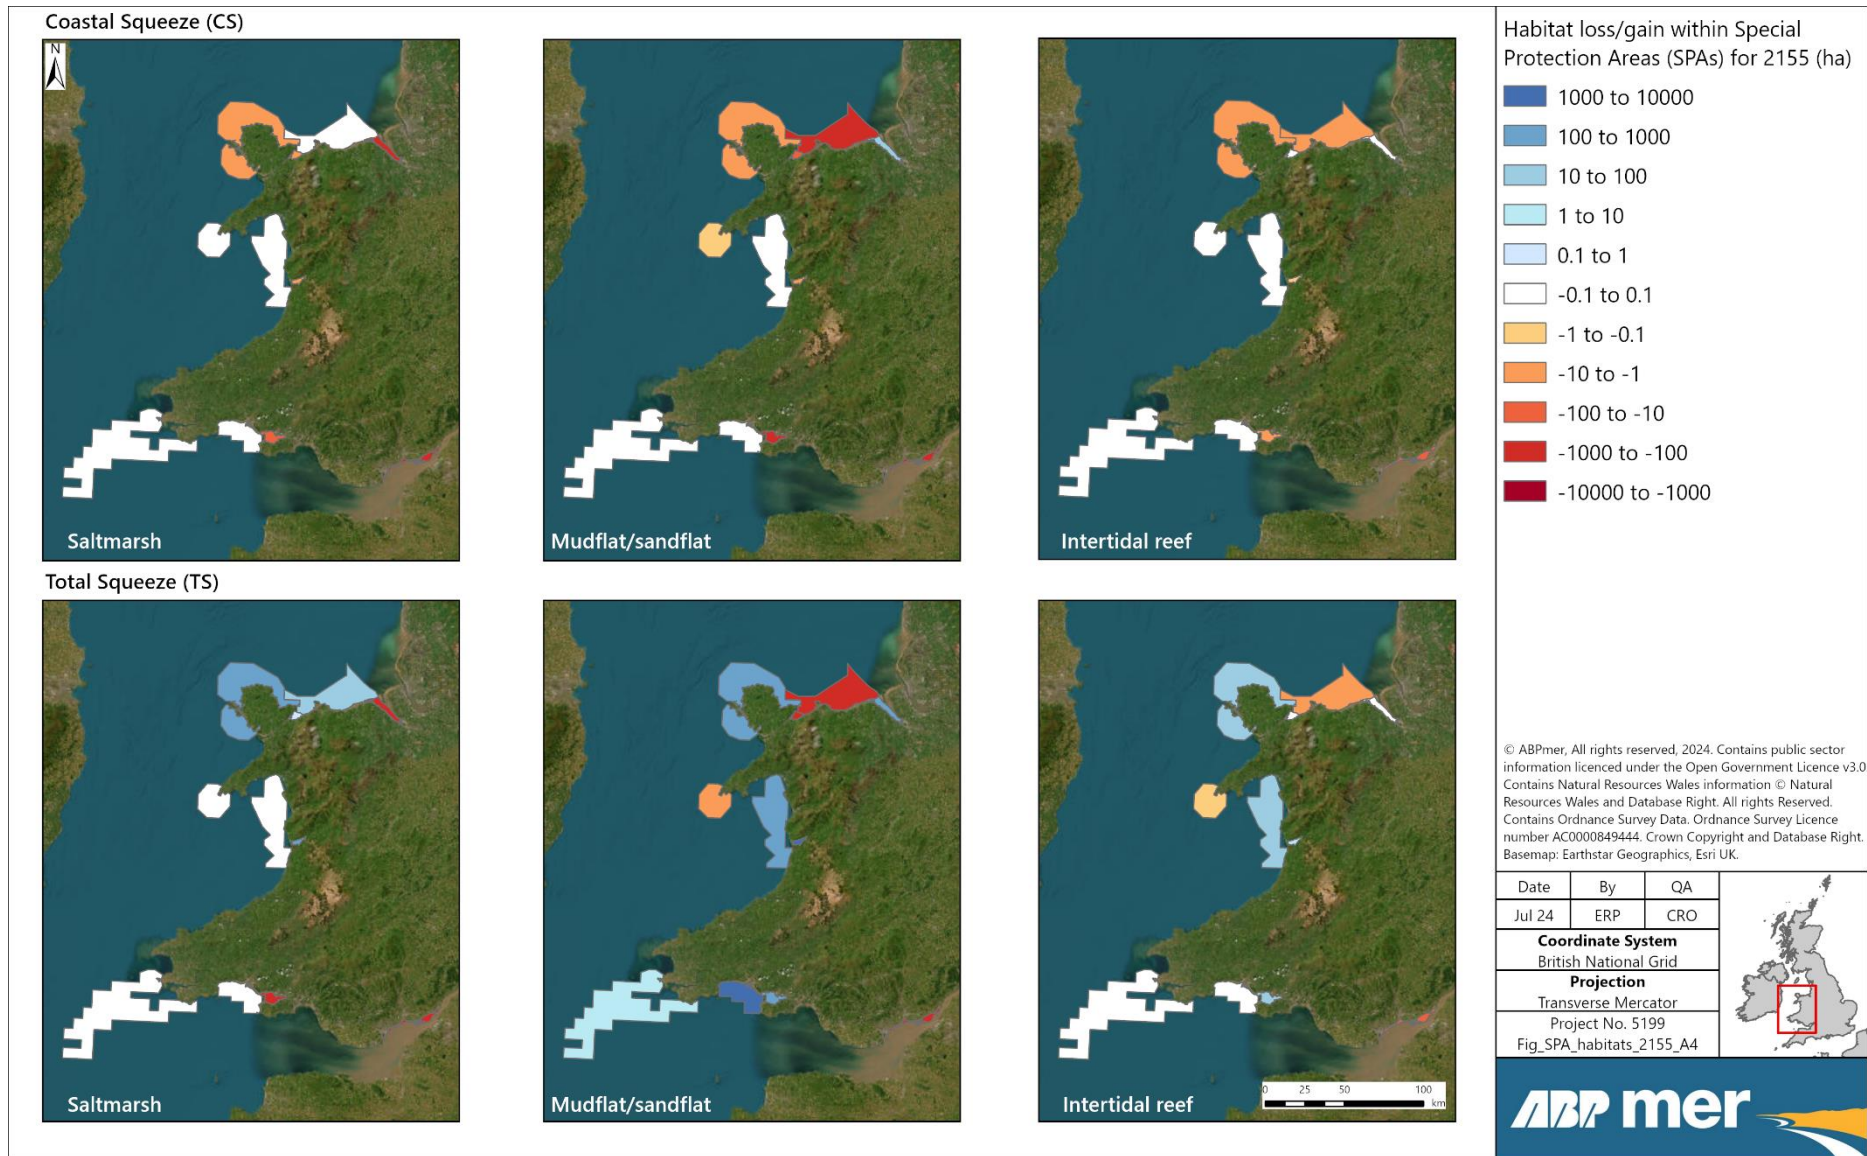 Coastal Squeeze (CS)
N
Saltmarsh
Mudflat/sandflat
Intertidal reef
Total Squeeze (TS)
Saltmarsh
Mudflat/sandflat
Intertidal reef
0 25 50 100
km
Habitat loss/gain within Special
Protection Areas (SPAs) for 2155 (ha)
1000 to 10000
100 to 1000
10 to 100
1 to 10
0.1 to 1
-0.1 to 0.1
-1 to -0.1
-10 to -1
-100 to -10
-1000 to -100
-10000 to -1000
© ABPmer, All rights reserved, 2024. Contains public sector
information licenced under the Open Government Licence v3.0
Contains Natural Resources Wales information © Natural
Resources Wales and Database Right. All rights Reserved.
Contains Ordnance Survey Data. Ordnance Survey Licence
number AC0000849444. Crown Copyright and Database Right.
Basemap: Earthstar Geographics, Esri UK.
Date By QA
Jul 24 ERP CRO
Coordinate System
British National Grid
Projection
Transverse Mercator
Project No. 5199
Fig_SPA_habitats_2155_A4
ABP mer